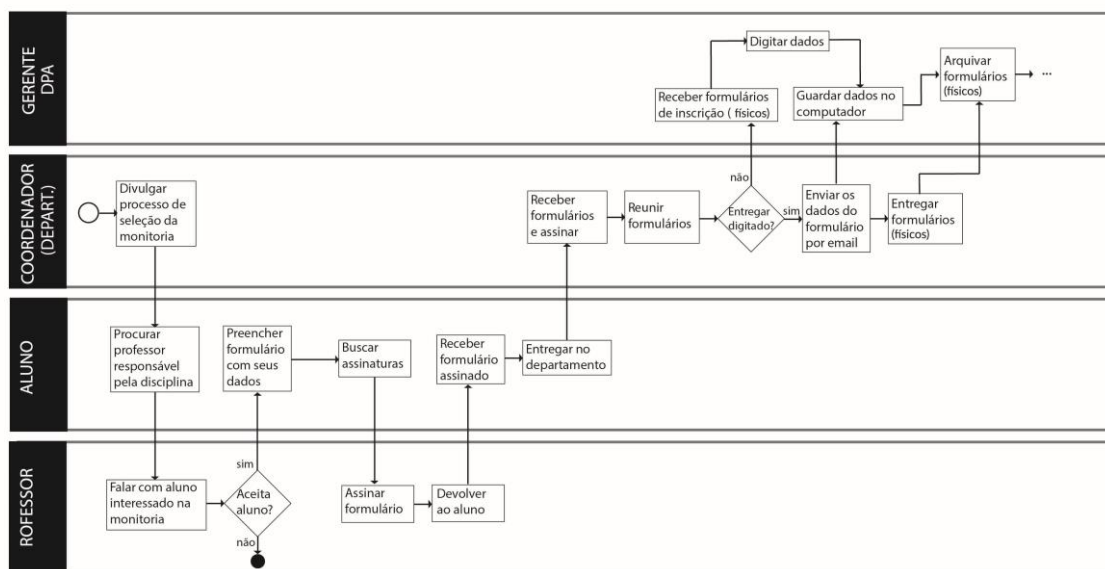 GERENTE
DPA
Digitar dados
Receber formulários
de inscrição ( físicos)
Guardar dados no
computador
Arquivar
formulários
(físicos)
...
COORDENADOR
(DEPART.)
Divulgar
processo de
seleção da
monitoria
Receber
formulários
e assinar
Reunir
formulários
não
Entregar
digitado?
sim
Enviar os
dados do
formulário
por email
Entregar
formulários
(físicos)
ALUNO
Procurar
professor
responsável
pela disciplina
Preencher
formulário
com seus
dados
Buscar
assinaturas
Receber
formulário
assinado
Entregar no
departamento
ROFESSOR
Falar com aluno
interessado na
monitoria
sim
Aceita
aluno?
não
Assinar
formulário
Devolver
ao aluno